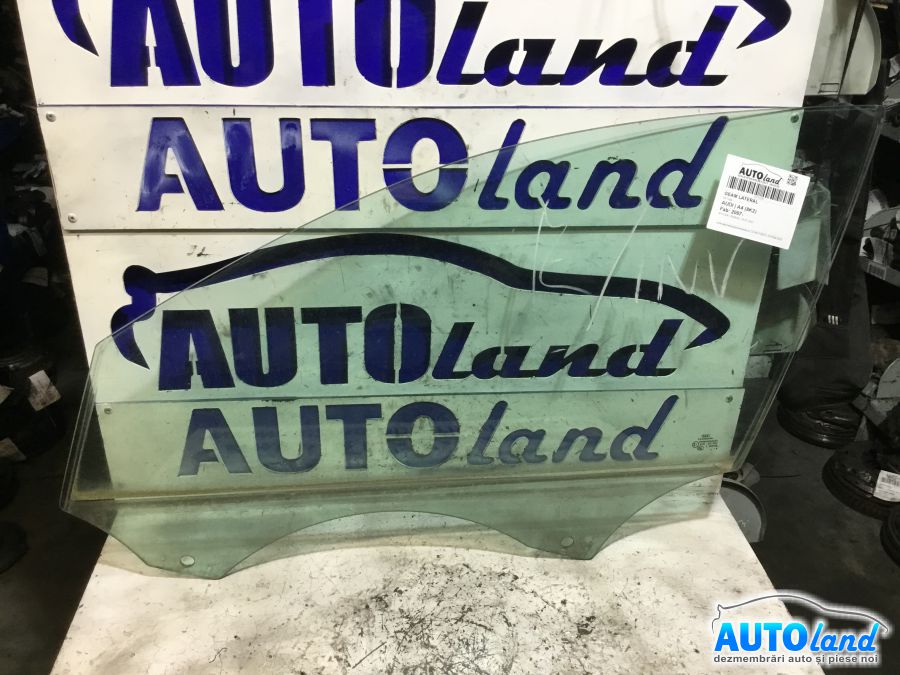 AUTOland
AUTOland
AUTOland
GEAM LATERAL
AUDI | A4 (8K2)
Fab: 2007
AUTOland
AUTOland
AUTOland
dezmembrări auto și piese noi